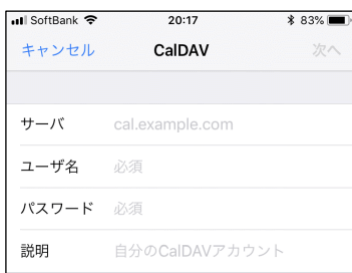 SoftBank 20:17 83%
キャンセル CalDAV 次へ
サーバ cal.example.com
ユーザ名 必須
パスワード 必須
説明 自分のCalDAVアカウント